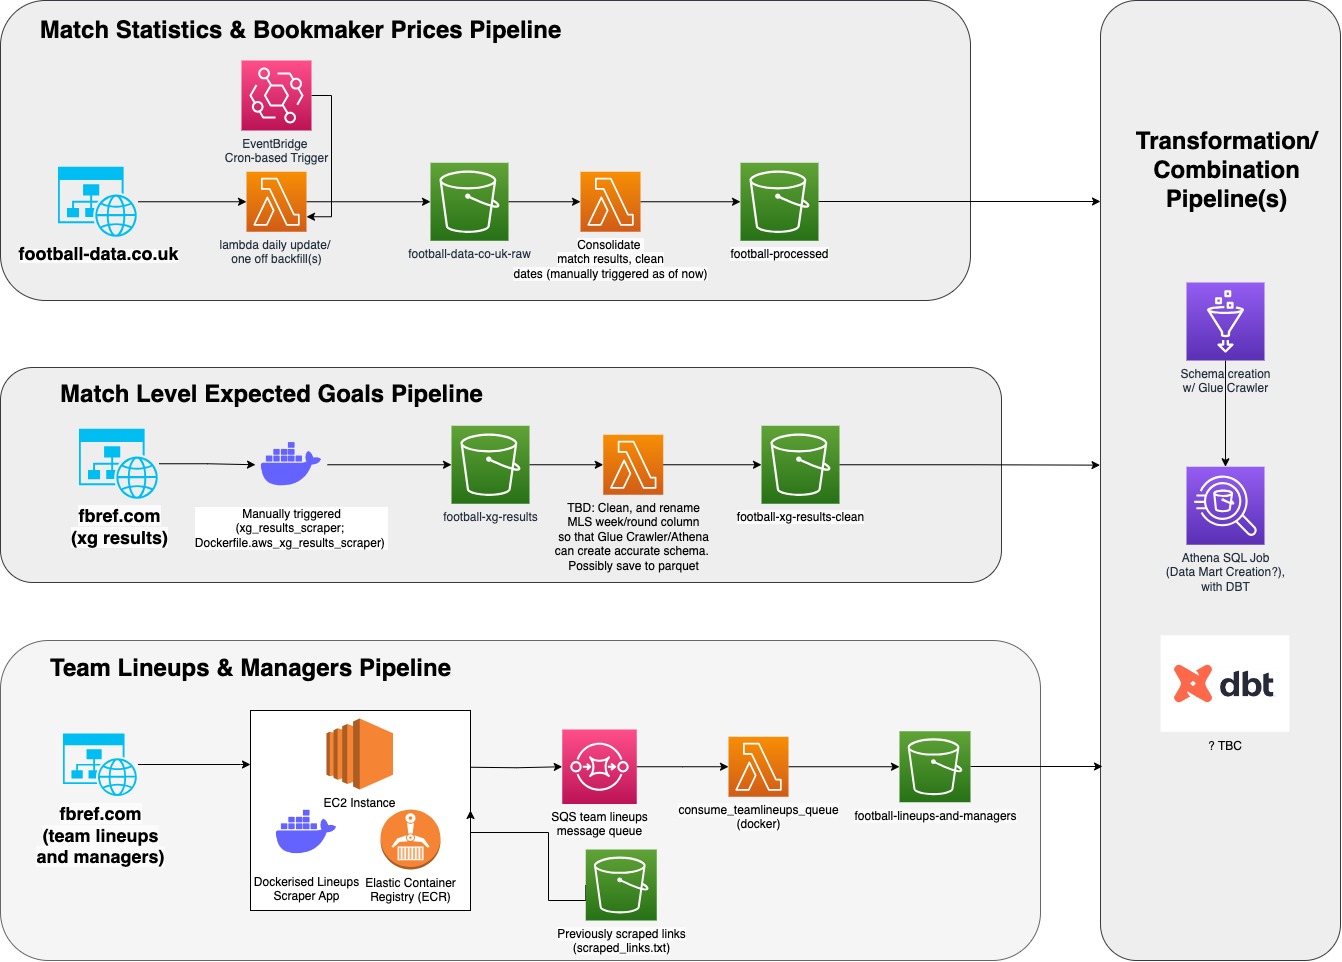 Match Statistics & Bookmaker Prices Pipeline
EventBridge
Cron-based Trigger
football-data.co.uk
lambda daily update/
one off backfill(s)
football-data-co-uk-raw
Consolidate
match results, clean
dates (manually triggered as of now)
football-processed
Match Level Expected Goals Pipeline
fbref.com
(xg results)
Manually triggered
(xg_results_scraper;
Dockerfile.aws_xg_results_scraper)
football-xg-results
TBD: Clean, and rename
MLS week/round column
so that Glue Crawler/Athena
can create accurate schema.
Possibly save to parquet
football-xg-results-clean
Team Lineups & Managers Pipeline
fbref.com
(team lineups
and managers)
EC2 Instance
Dockerised Lineups
Scraper App
Elastic Container
Registry (ECR)
SQS team lineups
message queue
consume_teamlineups_queue
(docker)
football-lineups-and-managers
Previously scraped links
(scraped_links.txt)
Transformation/
Combination
Pipeline(s)
Schema creation
w/ Glue Crawler
Athena SQL Job
(Data Mart Creation?),
with DBT
dbt
? TBC